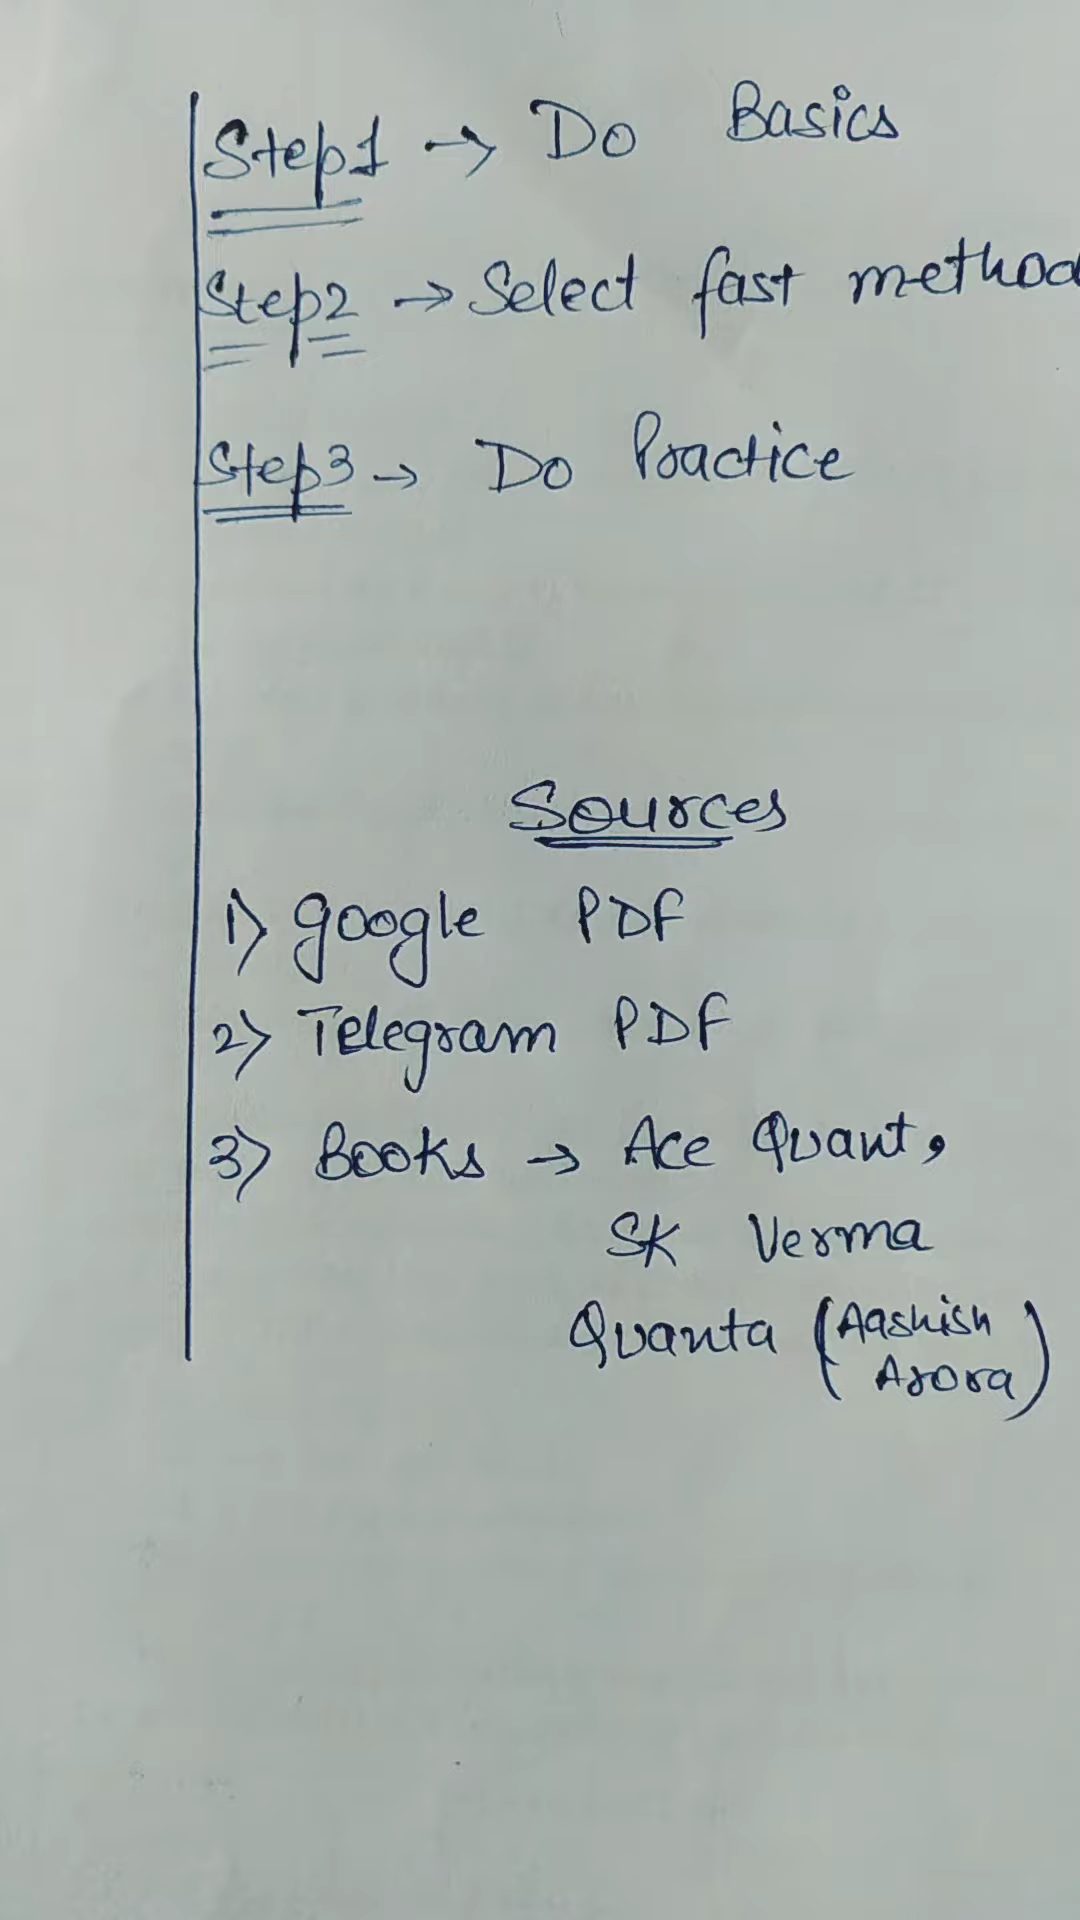 Step1 → Do Basics
Step2 → Select fast method
Step3 → Do Practice
Sources
1) google PDF
2) Telegram PDF
3) Books → Ace Quant,
SK Verma
Quanta (Aashish
Arora)